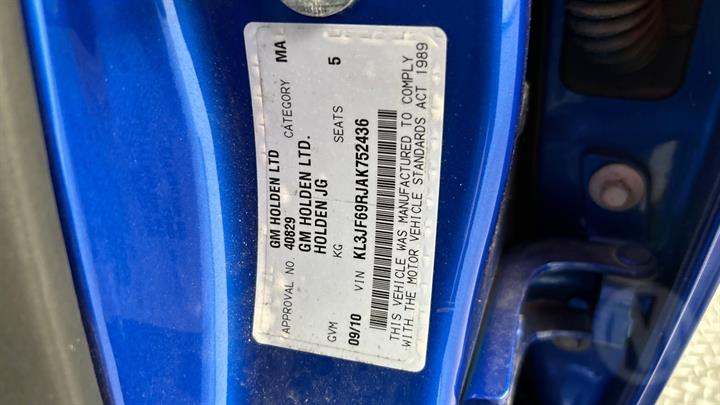 GM HOLDEN LTD
APPROVAL NO. 40829 CATEGORY MA
GM HOLDEN LTD.
HOLDEN JG
GVM KG SEATS 5
09/10 VIN KL3JF69RJAK752436
THIS VEHICLE WAS MANUFACTURED TO COMPLY
WITH THE MOTOR VEHICLE STANDARDS ACT 1989